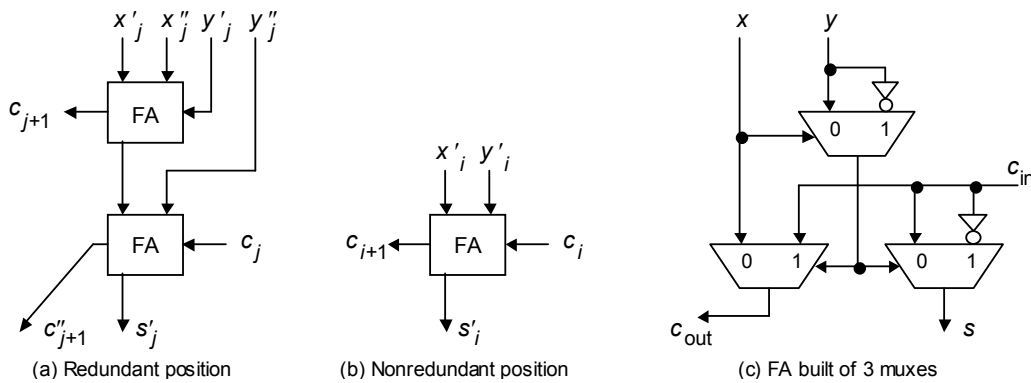 x′j x″j y′j y″j
FA
cj+1
FA
cj
c″j+1 s′j
(a) Redundant position
x′i y′i
ci+1 FA ci
s′i
(b) Nonredundant position
x y
0 1
cin
0 1 0 1
cout s
(c) FA built of 3 muxes